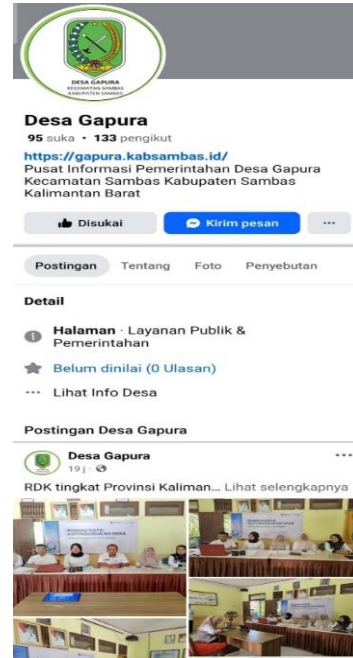 DESA GAPURA
KECAMATAN SAMBAS
KABUPATEN SAMBAS
Desa Gapura
95 suka • 133 pengikut
https://gapura.kabsambas.id/
Pusat Informasi Pemerintahan Desa Gapura
Kecamatan Sambas Kabupaten Sambas
Kalimantan Barat
Disukai
Kirim pesan
...
Postingan Tentang Foto Penyebutan
Detail
Halaman · Layanan Publik &
Pemerintahan
Belum dinilai (0 Ulasan)
... Lihat Info Desa
Postingan Desa Gapura
Desa Gapura
...
19 j ·
RDK tingkat Provinsi Kaliman... Lihat selengkapnya